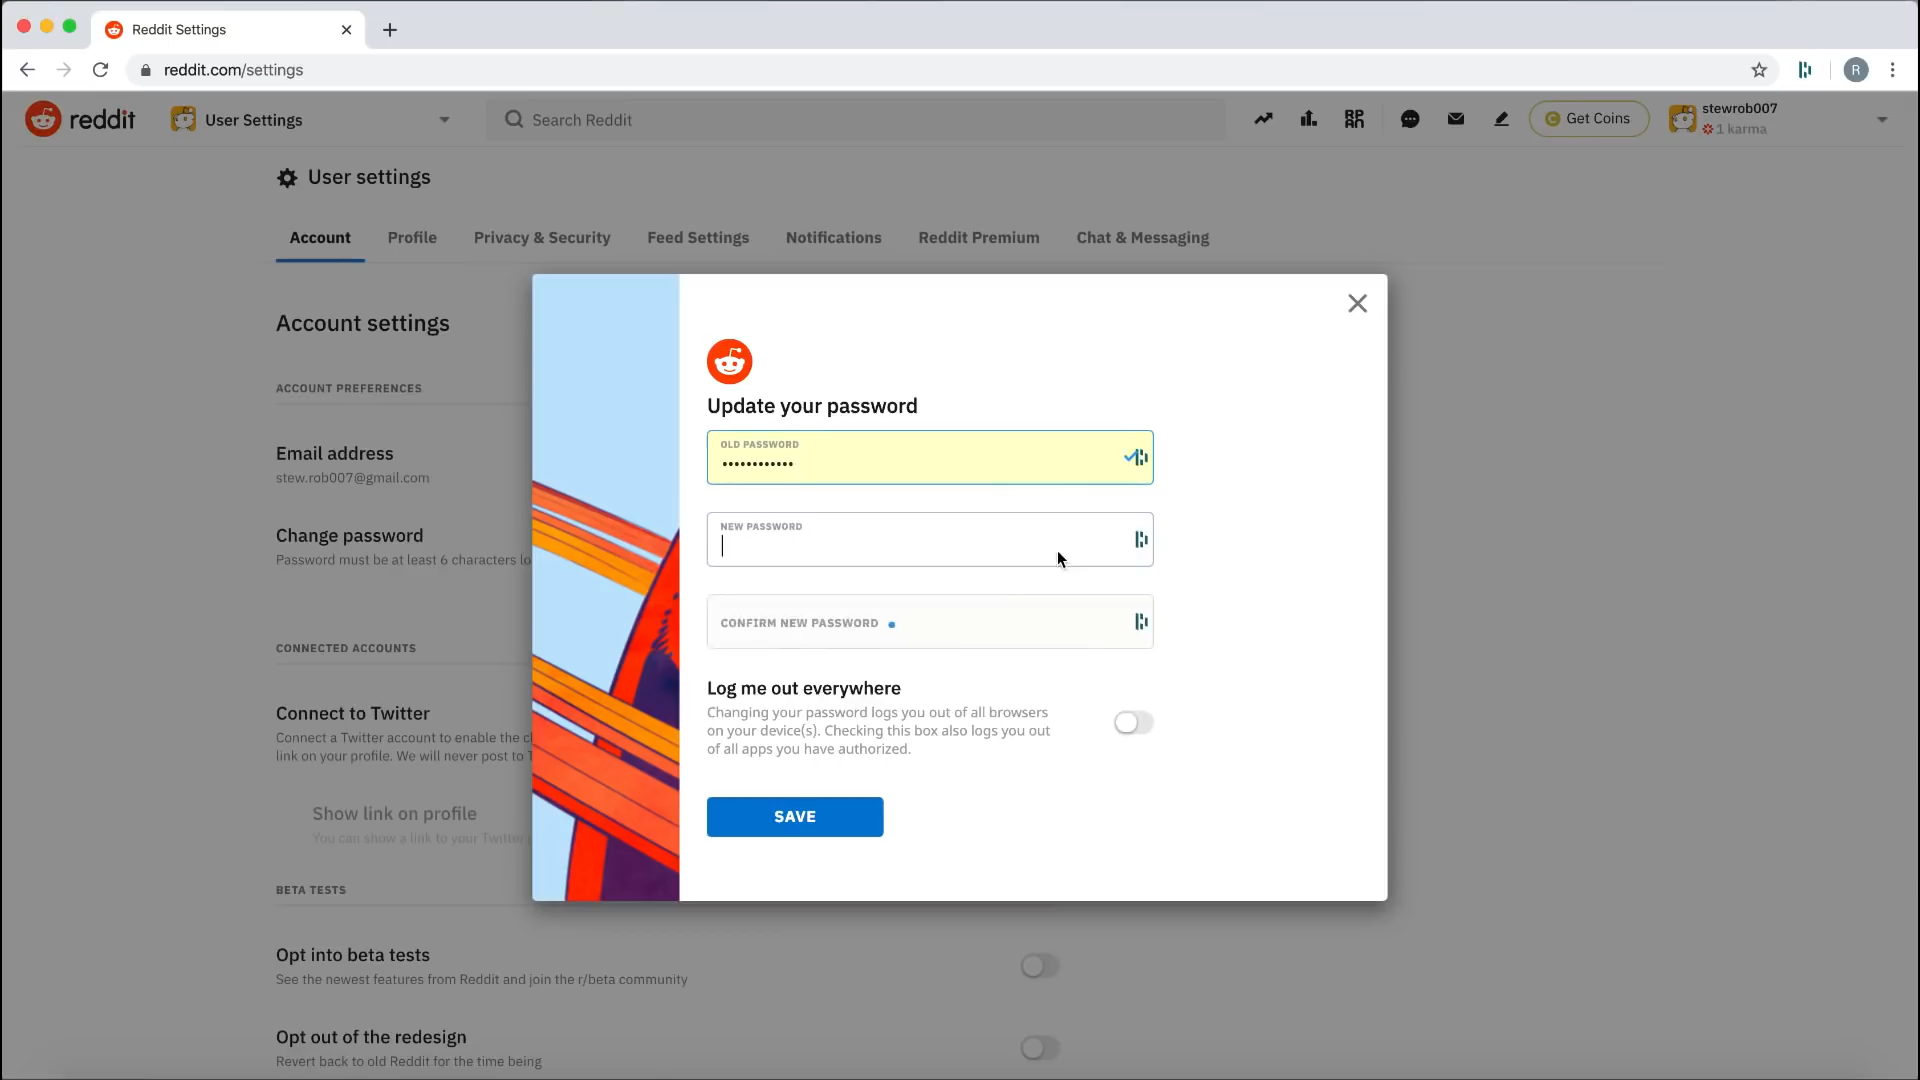 Reddit Settings
reddit.com/settings
R
reddit
User Settings
Search Reddit
Get Coins
stewrob007
1 karma
User settings
Account
Profile
Privacy & Security
Feed Settings
Notifications
Reddit Premium
Chat & Messaging
Account settings
ACCOUNT PREFERENCES
Email address
stew.rob007@gmail.com
Change password
Password must be at least 6 characters lo
CONNECTED ACCOUNTS
Connect to Twitter
Connect a Twitter account to enable the
link on your profile. We will never post to
Show link on profile
You can show a link to your Twitter
BETA TESTS
Opt into beta tests
See the newest features from Reddit and join the r/beta community
Opt out of the redesign
Revert back to old Reddit for the time being
Update your password
OLD PASSWORD
••••••••••••
NEW PASSWORD
CONFIRM NEW PASSWORD
Log me out everywhere
Changing your password logs you out of all browsers
on your device(s). Checking this box also logs you out
of all apps you have authorized.
SAVE